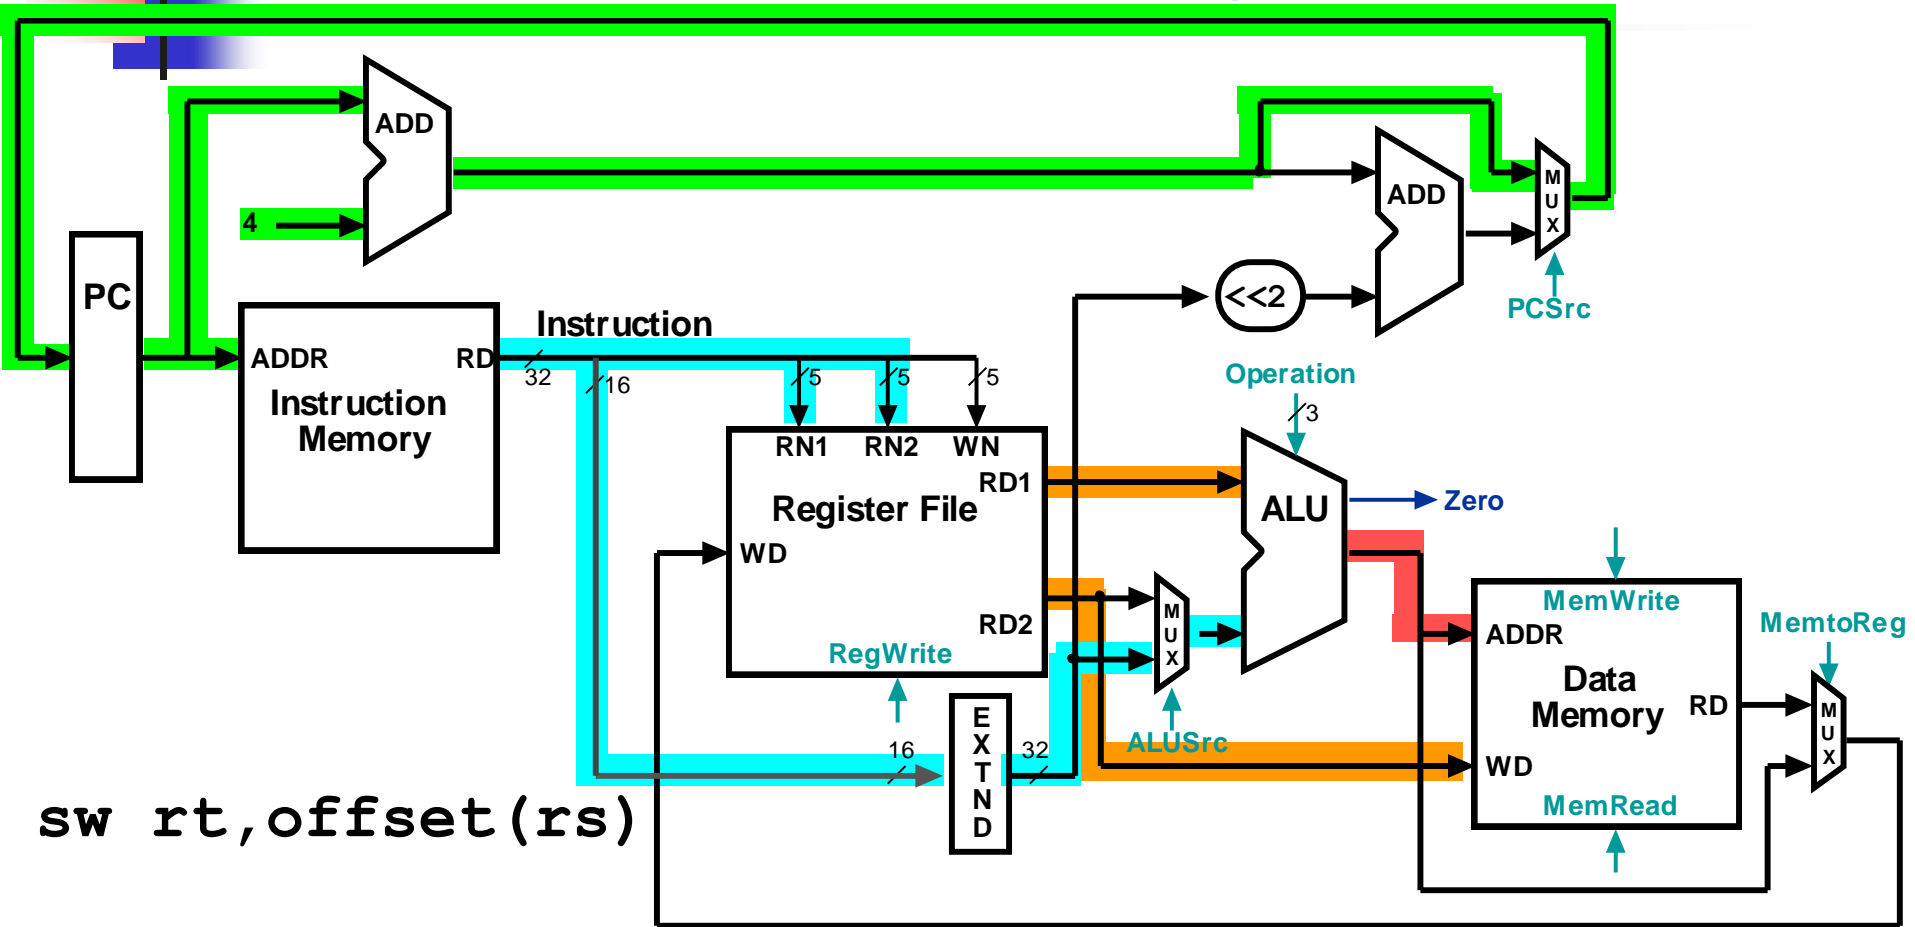 ADD
4
PC
ADD
M
U
X
<<2
PCSrc
Instruction
ADDR
RD
32
16
5
5
5
Instruction
Memory
Operation
3
RN1
RN2
WN
RD1
Register File
ALU
Zero
WD
RD2
RegWrite
M
U
X
ALUSrc
MemWrite
MemtoReg
ADDR
Data
Memory
RD
WD
MemRead
M
U
X
E
X
T
N
D
16
32
sw rt,offset(rs)